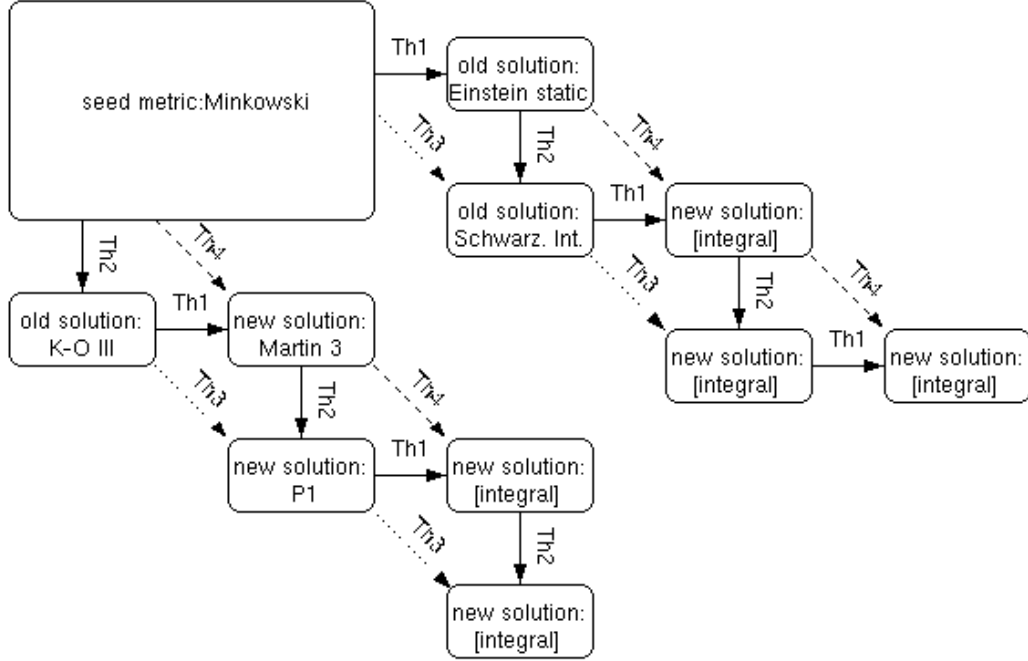 seed metric:Minkowski
Th1
old solution:
Einstein static
Th3
Th2
Th4
old solution:
Schwarz. Int.
Th1
new solution:
[integral]
Th2
Th4
Th3
Th2
Th4
old solution:
K-O III
Th1
new solution:
Martin 3
new solution:
[integral]
Th1
new solution:
[integral]
Th3
Th2
Th4
new solution:
P1
Th1
new solution:
[integral]
Th3
Th2
new solution:
[integral]